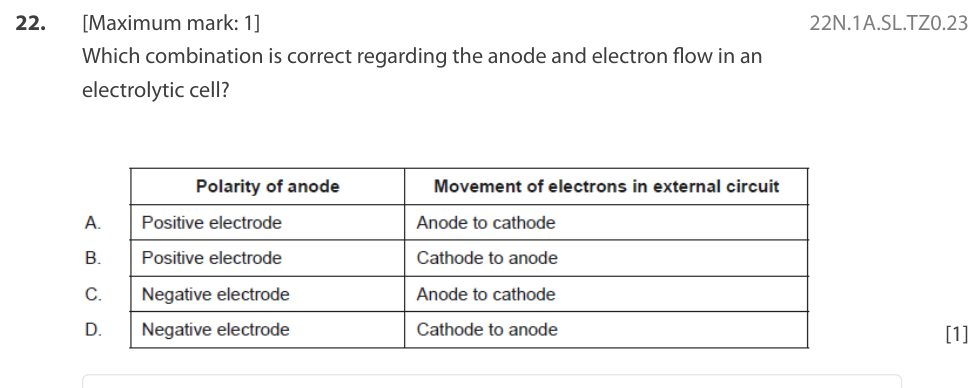 22. [Maximum mark: 1] 22N.1A.SL.TZ0.23
Which combination is correct regarding the anode and electron flow in an
electrolytic cell?
Polarity of anode Movement of electrons in external circuit
A. Positive electrode Anode to cathode
B. Positive electrode Cathode to anode
C. Negative electrode Anode to cathode
D. Negative electrode Cathode to anode
[1]